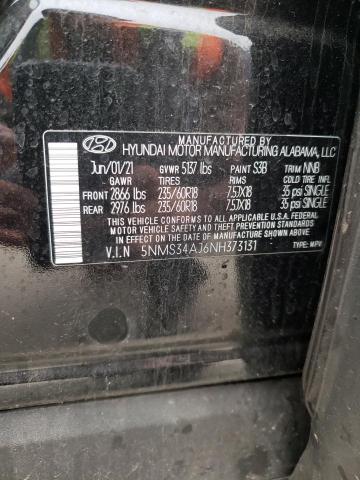 MANUFACTURED BY
HYUNDAI MOTOR MANUFACTURING ALABAMA, LLC
Jun/01/21 GVWR 5137 lbs PAINT S3B TRIM NNB
GAWR TIRES RIMS COLD TIRE INFL
FRONT 2866 lbs 235/60R18 7.5JX18 35 psi SINGLE
REAR 2976 lbs 235/60R18 7.5JX18 35 psi SINGLE
THIS VEHICLE CONFORMS TO ALL APPLICABLE U.S.A. FEDERAL
MOTOR VEHICLE SAFETY, BUMPER, AND THEFT PREVENTION
STANDARDS IN EFFECT ON THE DATE OF MANUFACTURE SHOWN ABOVE.
V.I.N 5NMS34AJ6NH373131 TYPE: MPV